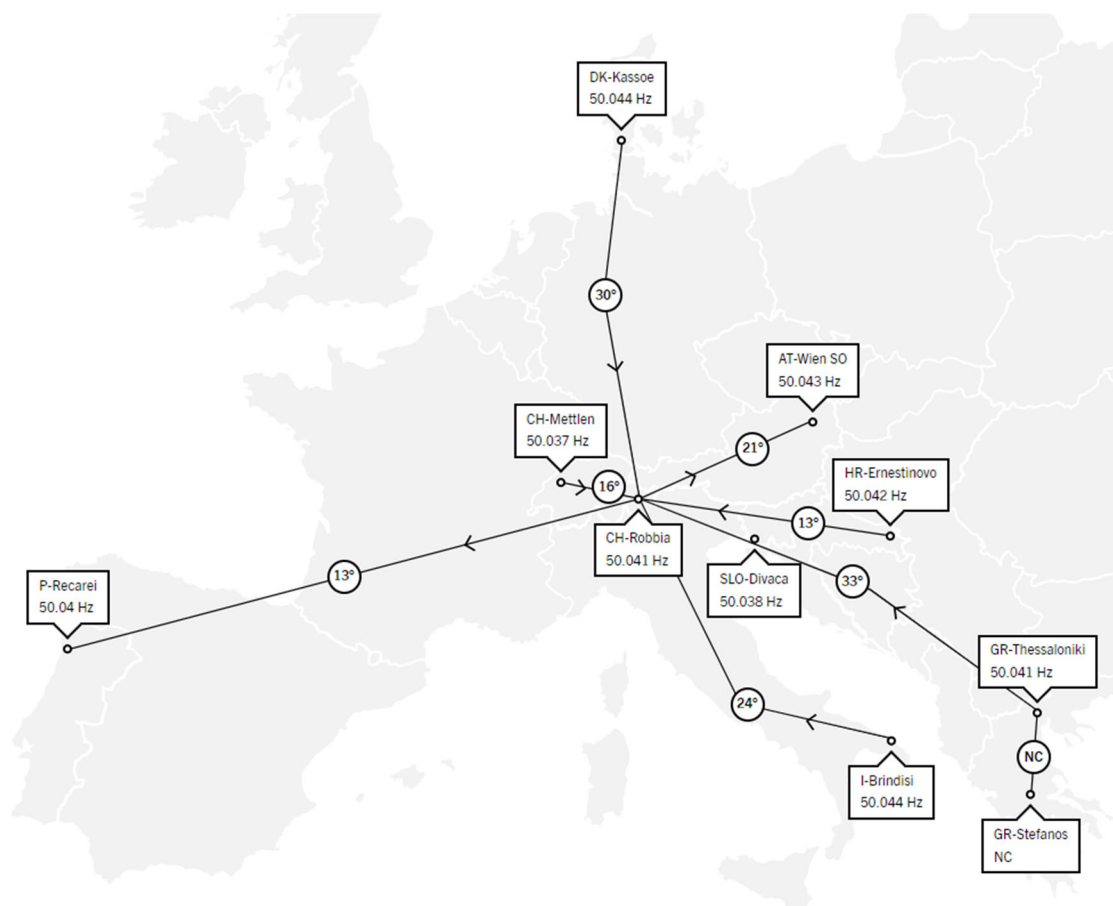 DK-Kassoe
50.044 Hz
30°
AT-Wien SO
50.043 Hz
CH-Mettlen
50.037 Hz
21°
HR-Ernestinovo
50.042 Hz
16°
13°
CH-Robbia
50.041 Hz
SLO-Divaca
50.038 Hz
33°
P-Recarei
50.04 Hz
13°
GR-Thessaloniki
50.041 Hz
24°
NC
I-Brindisi
50.044 Hz
GR-Stefanos
NC